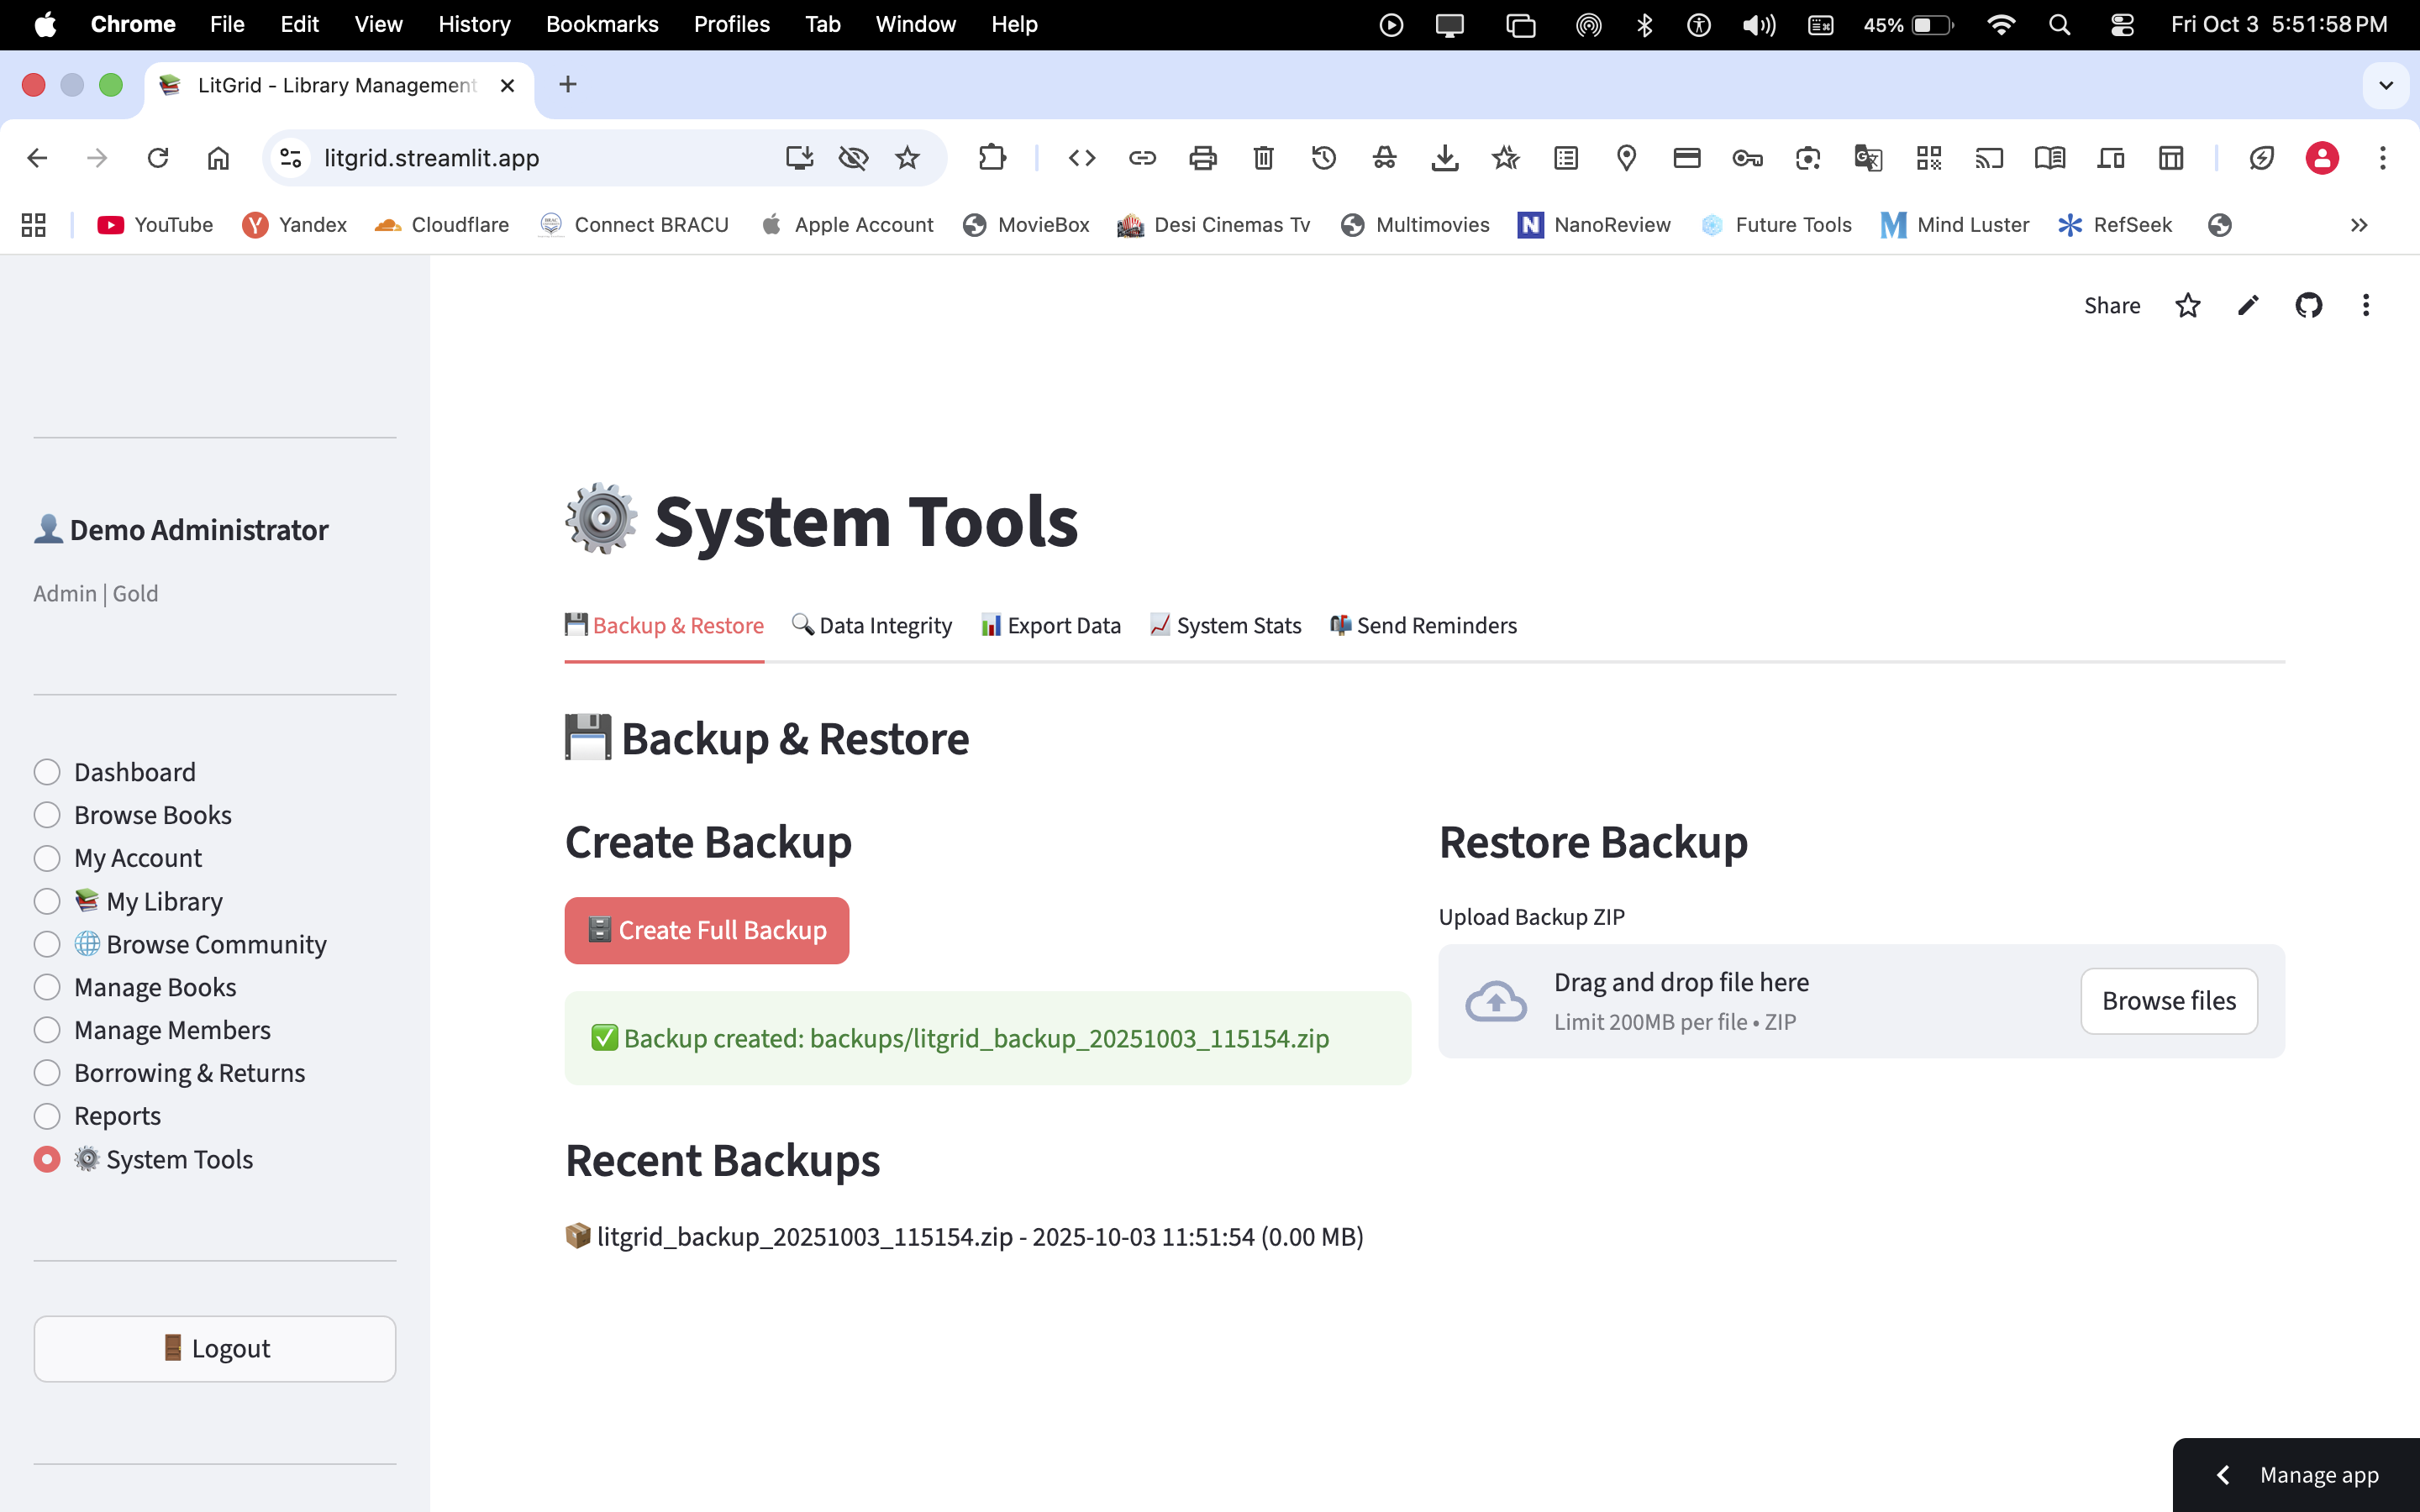 Chrome File Edit View History Bookmarks Profiles Tab Window Help 45% Fri Oct 3 5:51:58 PM
LitGrid - Library Management
litgrid.streamlit.app
YouTube Yandex Cloudflare Connect BRACU Apple Account MovieBox Desi Cinemas Tv Multimovies NanoReview Future Tools Mind Luster RefSeek
Share
Demo Administrator
Admin | Gold
Dashboard
Browse Books
My Account
My Library
Browse Community
Manage Books
Manage Members
Borrowing & Returns
Reports
System Tools
Logout
System Tools
Backup & Restore Data Integrity Export Data System Stats Send Reminders
Backup & Restore
Create Backup
Create Full Backup
Backup created: backups/litgrid_backup_20251003_115154.zip
Recent Backups
litgrid_backup_20251003_115154.zip - 2025-10-03 11:51:54 (0.00 MB)
Restore Backup
Upload Backup ZIP
Drag and drop file here
Limit 200MB per file • ZIP
Browse files
Manage app